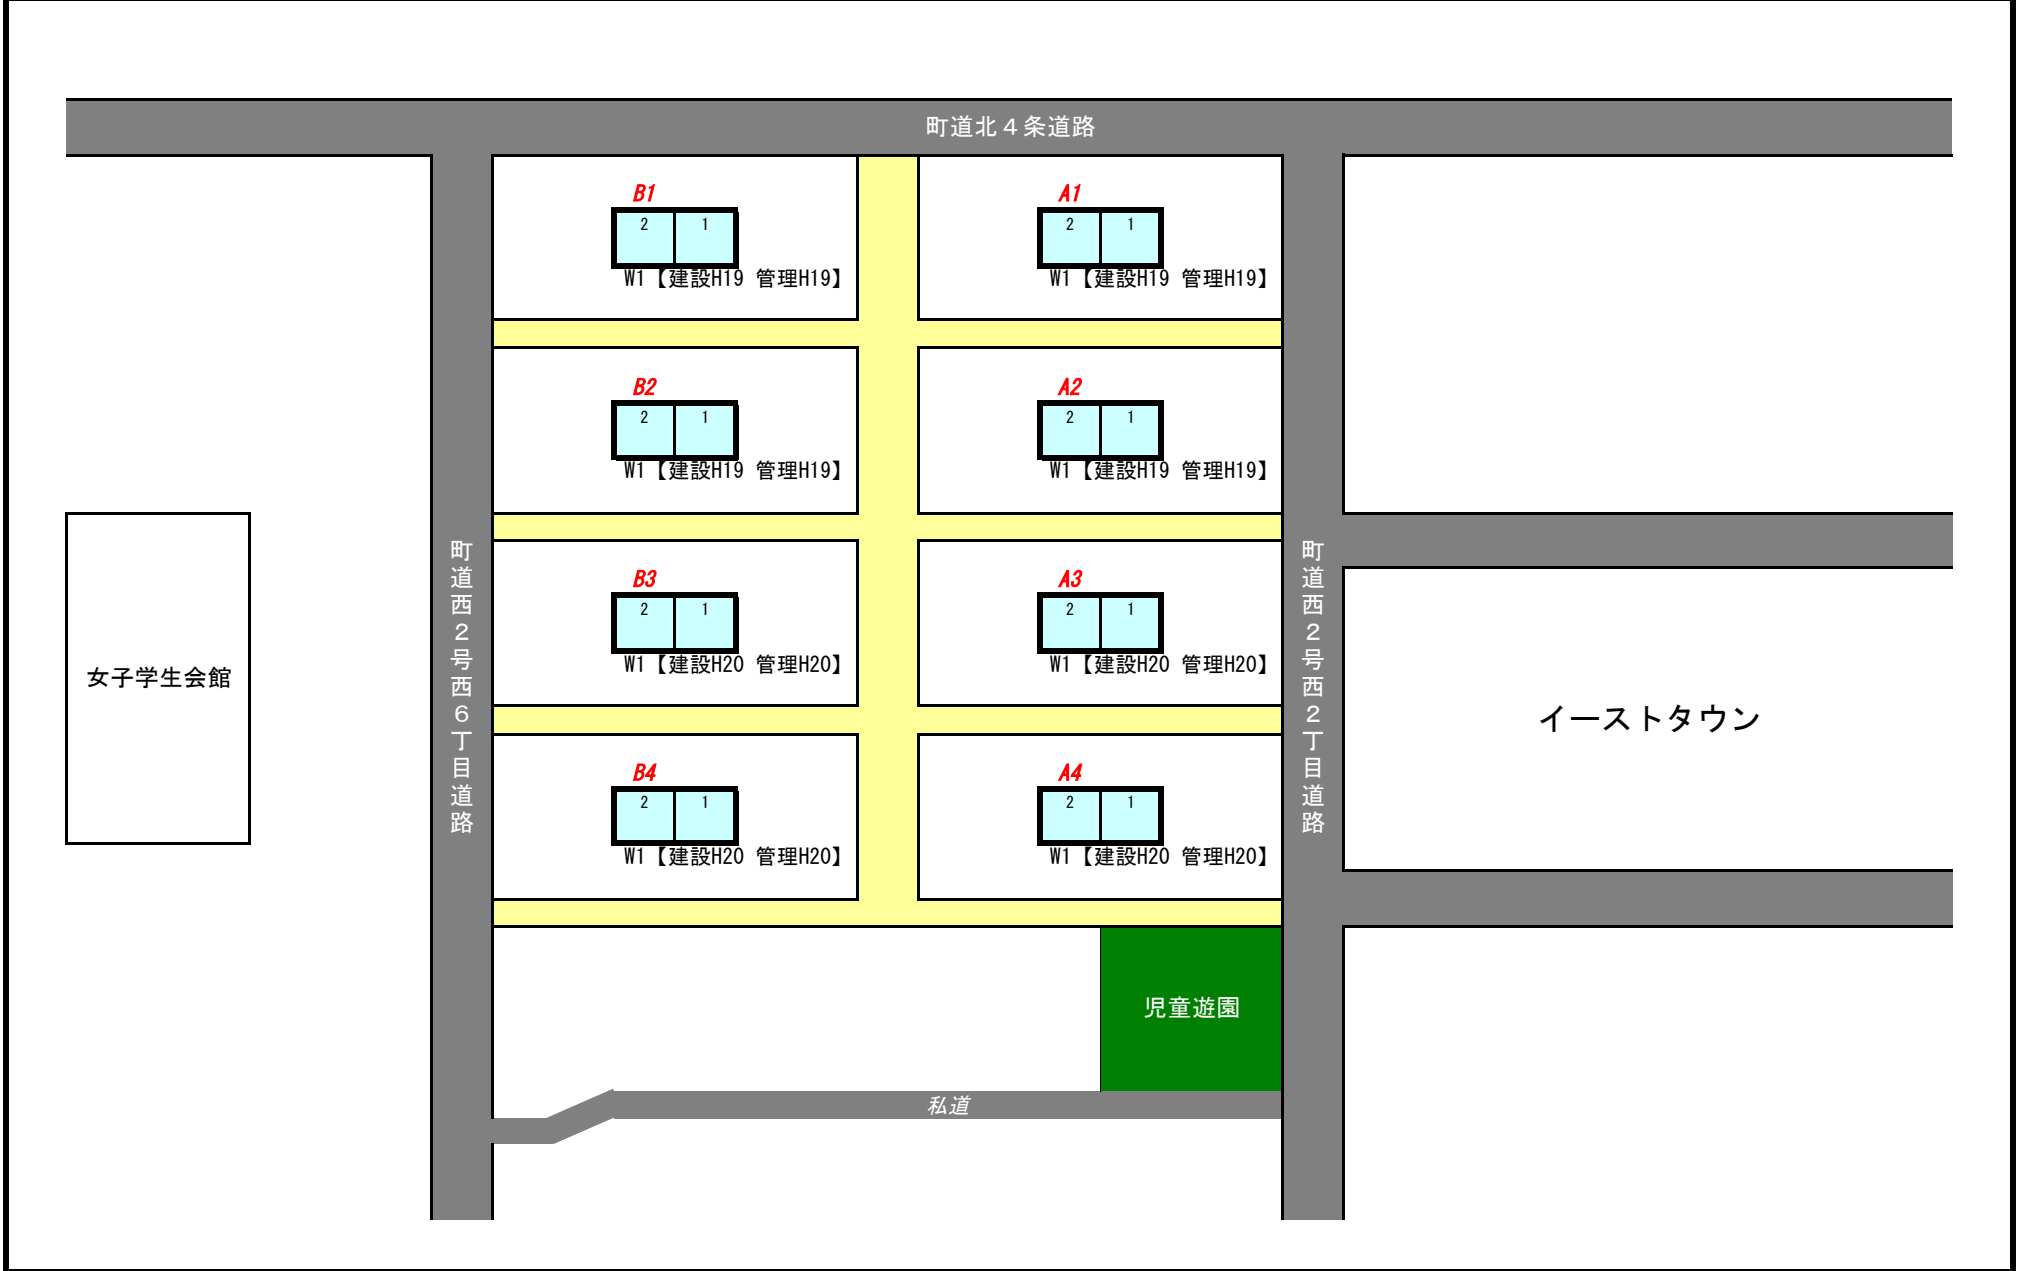 町道北４条道路
B1
A1
2 1
2 1
W1【建設H19 管理H19】
W1【建設H19 管理H19】
B2
A2
2 1
2 1
W1【建設H19 管理H19】
W1【建設H19 管理H19】
町道西２号西６丁目道路
町道西２号西２丁目道路
B3
A3
2 1
2 1
W1【建設H20 管理H20】
W1【建設H20 管理H20】
女子学生会館
イーストタウン
B4
A4
2 1
2 1
W1【建設H20 管理H20】
W1【建設H20 管理H20】
児童遊園
私道